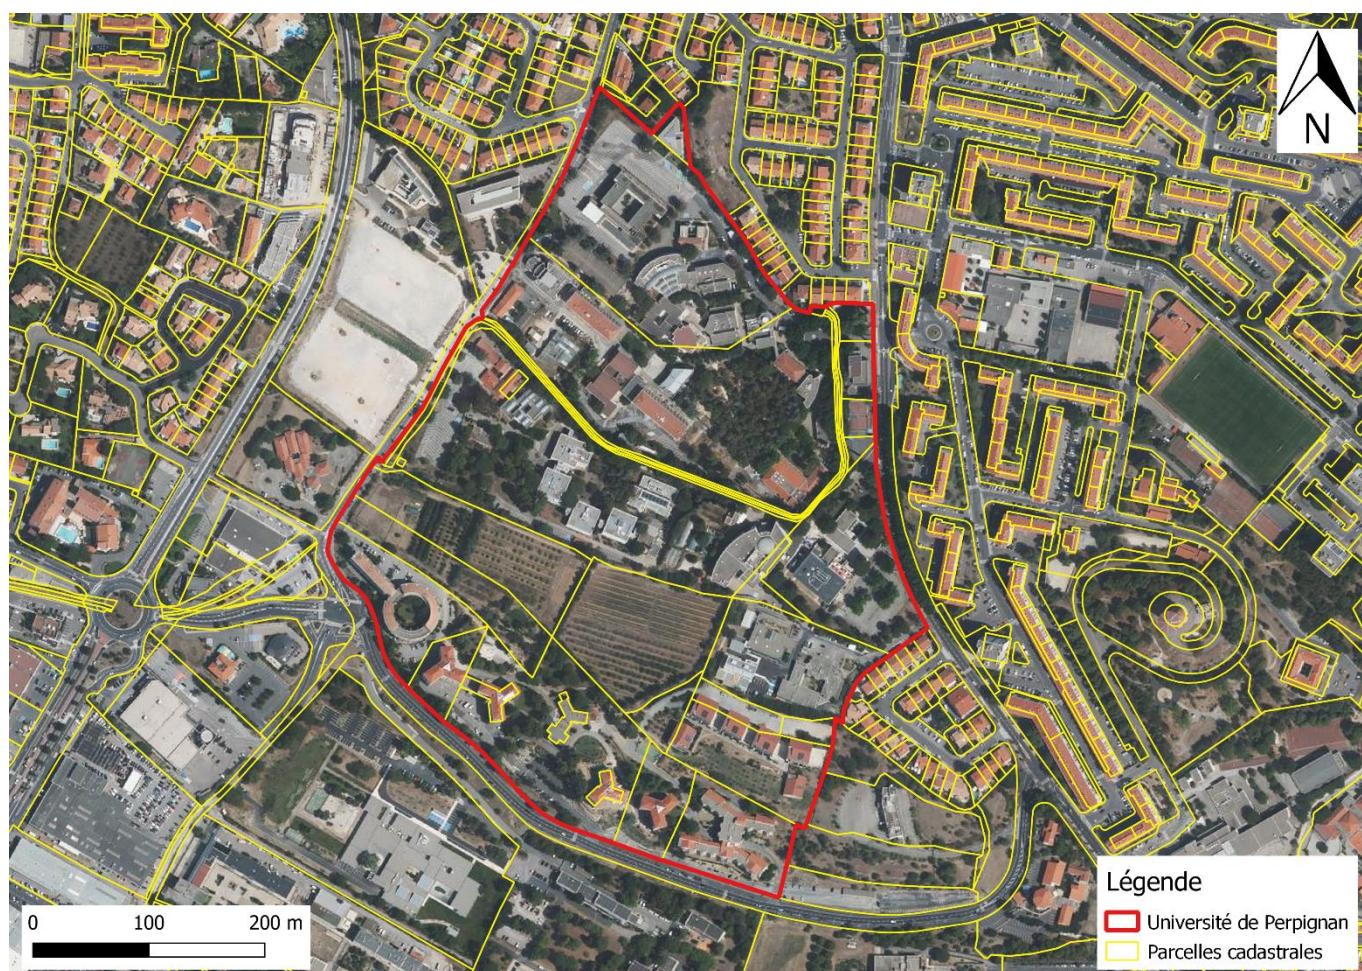 N
0 100 200 m
Légende
Université de Perpignan
Parcelles cadastrales